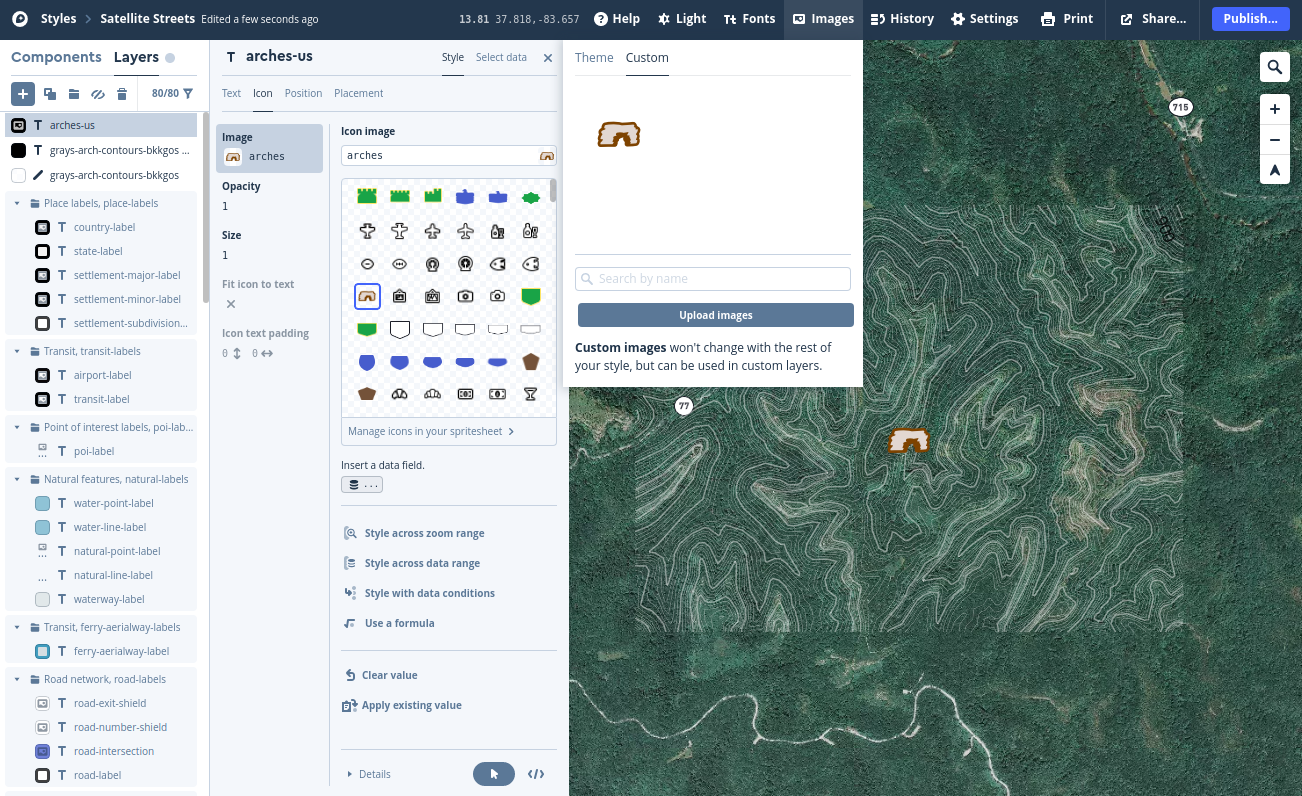 Styles
Satellite Streets Edited a few seconds ago
13.81 37.818,-83.657
Help
Light
Fonts
Images
History
Settings
Print
Share...
Publish...
Components
Layers
80/80
arches-us
grays-arch-contours-bkkgos ...
grays-arch-contours-bkkgos
Place labels, place-labels
country-label
state-label
settlement-major-label
settlement-minor-label
settlement-subdivision...
Transit, transit-labels
airport-label
transit-label
Point of interest labels, poi-lab...
poi-label
Natural features, natural-labels
water-point-label
water-line-label
natural-point-label
natural-line-label
waterway-label
Transit, ferry-aerialway-labels
ferry-aerialway-label
Road network, road-labels
road-exit-shield
road-number-shield
road-intersection
road-label
arches-us
Style
Select data
Text
Icon
Position
Placement
Image
arches
Opacity
1
Size
1
Fit icon to text
Icon text padding
0
0
Icon image
arches
Manage icons in your spritesheet
Insert a data field.
...
Style across zoom range
Style across data range
Style with data conditions
Use a formula
Clear value
Apply existing value
Details
Theme
Custom
Search by name
Upload images
Custom images won't change with the rest of
your style, but can be used in custom layers.
715
77